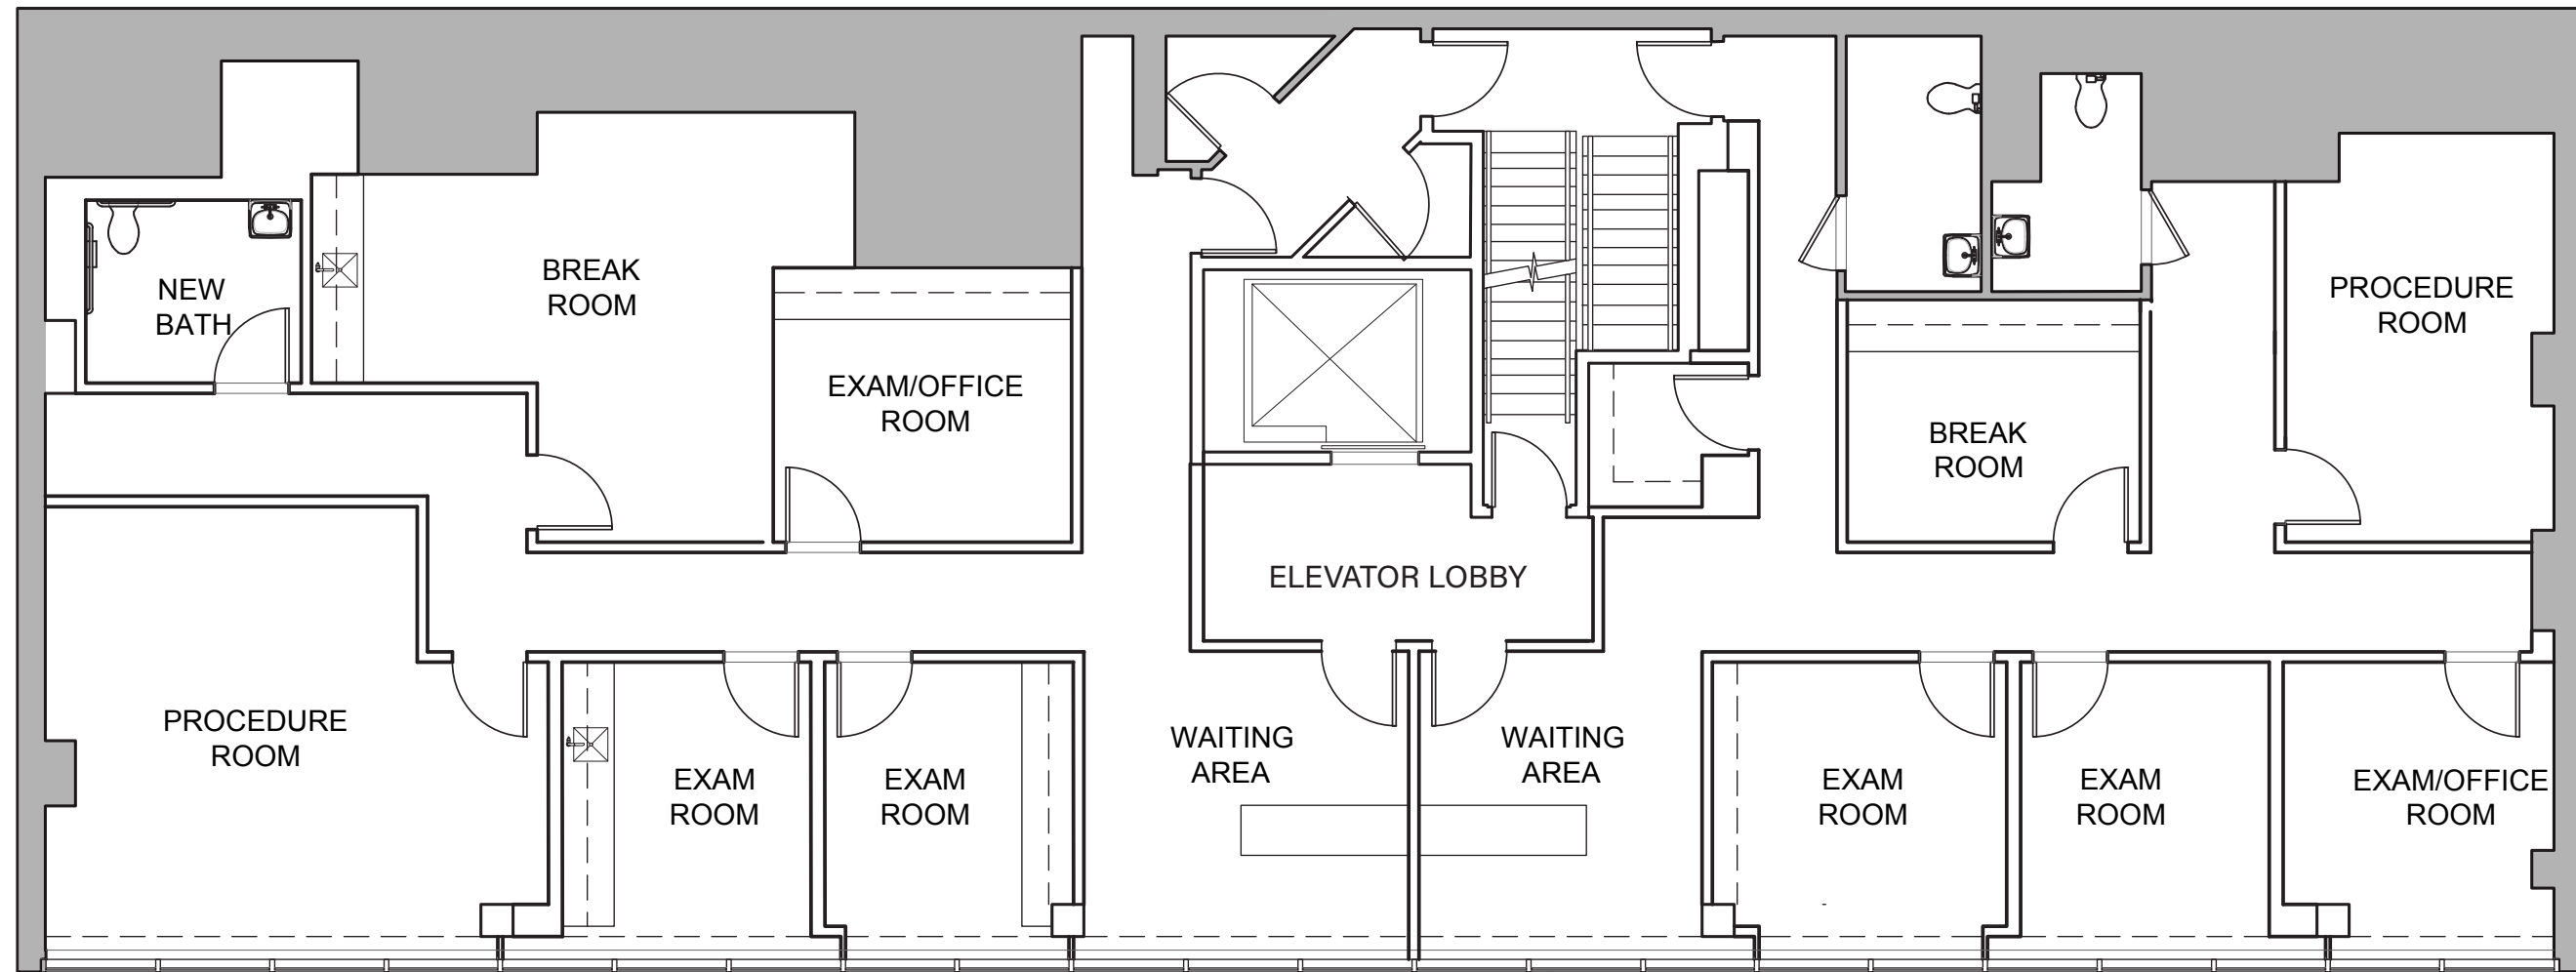 NEW
BATH
BREAK
ROOM
EXAM/OFFICE
ROOM
PROCEDURE
ROOM
BREAK
ROOM
ELEVATOR LOBBY
PROCEDURE
ROOM
EXAM
ROOM
EXAM
ROOM
WAITING
AREA
WAITING
AREA
EXAM
ROOM
EXAM
ROOM
EXAM/OFFICE
ROOM